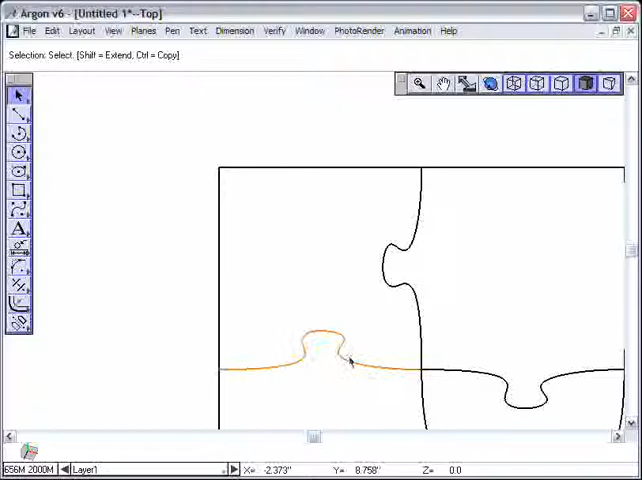 Argon v6 - [Untitled 1*--Top]
File Edit Layout View Planes Pen Text Dimension Verify Window PhotoRender Animation Help
Selection: Select. [Shift = Extend, Ctrl = Copy]
A
656M 2000M Layer1 X= -2.373" Y= 8.758" Z= 0.0